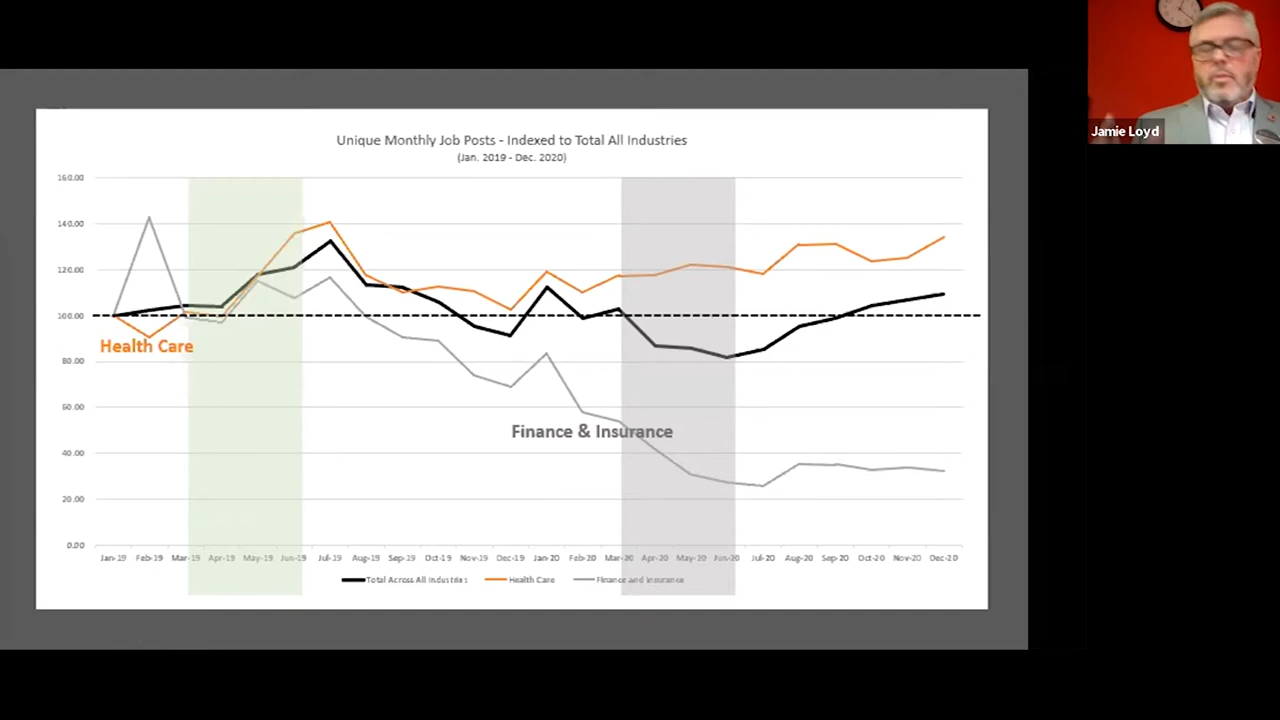 Jamie Loyd
Unique Monthly Job Posts - Indexed to Total All Industries
(Jan. 2019 - Dec. 2020)
160.00
140.00
120.00
100.00
80.00
60.00
40.00
20.00
0.00
Health Care
Finance & Insurance
Jan-19 Feb-19 Mar-19 Apr-19 May-19 Jun-19 Jul-19 Aug-19 Sep-19 Oct-19 Nov-19 Dec-19 Jan-20 Feb-20 Mar-20 Apr-20 May-20 Jun-20 Jul-20 Aug-20 Sep-20 Oct-20 Nov-20 Dec-20
Total Across All Industries Health Care Finance and Insurance